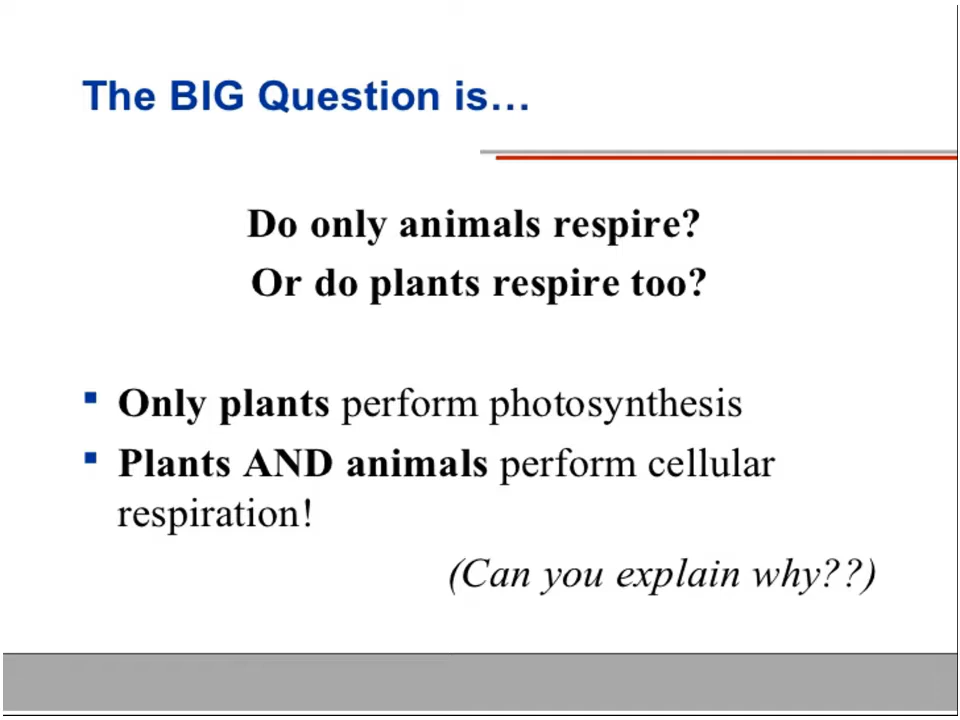 The BIG Question is…
Do only animals respire?
Or do plants respire too?
▪ Only plants perform photosynthesis
▪ Plants AND animals perform cellular
respiration!
(Can you explain why??)